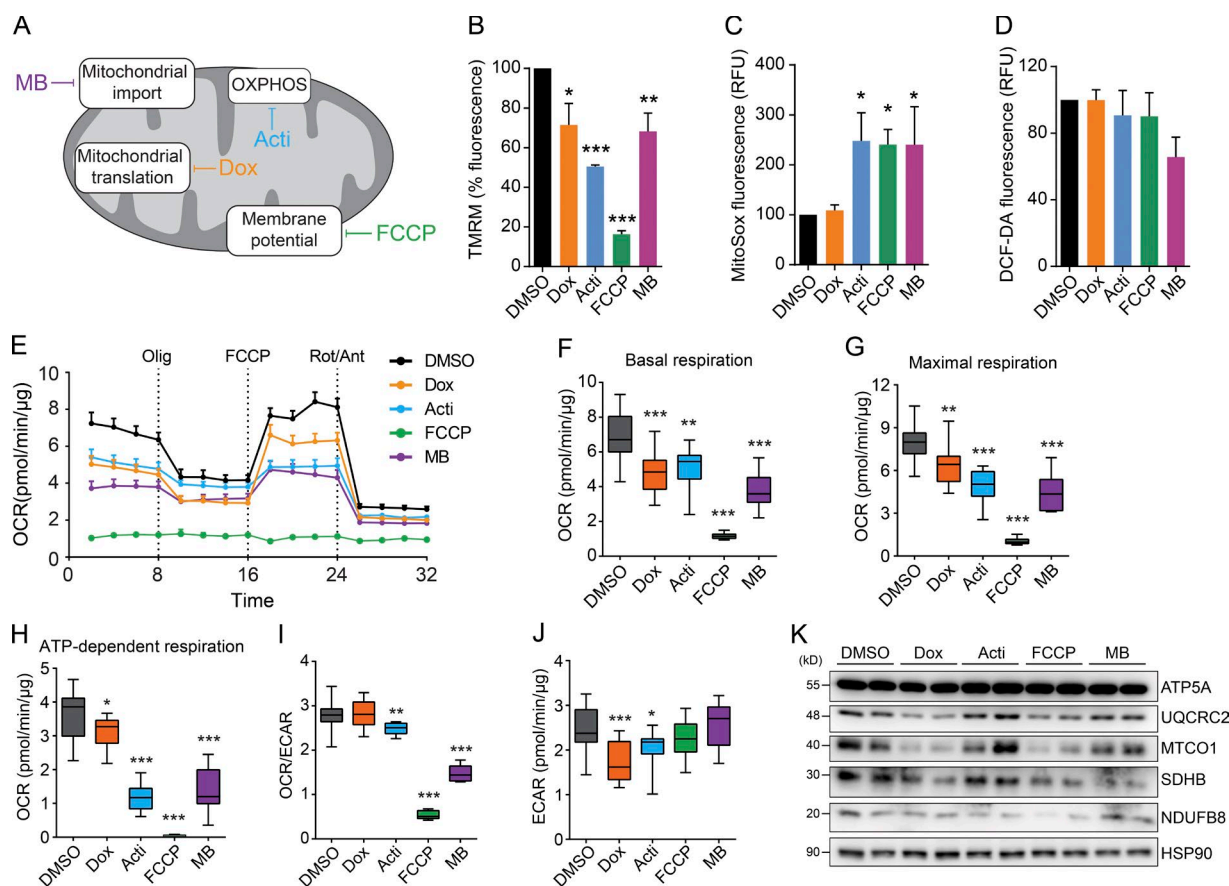 A
MB
Mitochondrial
import
OXPHOS
Acti
Mitochondrial
translation
Dox
Membrane
potential
FCCP
B
TMRM (% fluorescence)
100
80
60
40
20
0
*
***
***
**
DMSO
Dox
Acti
FCCP
MB
C
MitoSox fluorescence (RFU)
400
300
200
100
0
*
*
*
DMSO
Dox
Acti
FCCP
MB
D
DCF-DA fluorescence (RFU)
120
80
40
0
DMSO
Dox
Acti
FCCP
MB
E
Olig
FCCP
Rot/Ant
OCR(pmol/min/μg)
10
8
6
4
2
0
0
8
16
24
32
Time
DMSO
Dox
Acti
FCCP
MB
F
Basal respiration
OCR (pmol/min/μg)
10
8
6
4
2
0
***
**
***
***
DMSO
Dox
Acti
FCCP
MB
G
Maximal respiration
OCR (pmol/min/μg)
12
9
6
3
0
**
***
***
***
DMSO
Dox
Acti
FCCP
MB
H
ATP-dependent respiration
OCR (pmol/min/μg)
5
4
3
2
1
0
*
***
***
***
DMSO
Dox
Acti
FCCP
MB
I
OCR/ECAR
4
3
2
1
0
**
***
***
DMSO
Dox
Acti
FCCP
MB
J
ECAR (pmol/min/μg)
4
3
2
1
0
***
*
DMSO
Dox
Acti
FCCP
MB
K
(kD)
DMSO
Dox
Acti
FCCP
MB
55
ATP5A
48
UQCRC2
40
MTCO1
30
SDHB
20
NDUFB8
90
HSP90